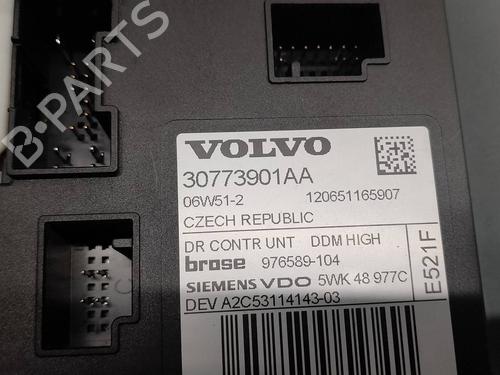 B-PARTS
VOLVO
30773901AA
06W51-2 120651165907
CZECH REPUBLIC
DR CONTR UNT DDM HIGH
brose 976589-104
SIEMENS VDO 5WK 48 977C
DEV A2C53114143-03
E521F